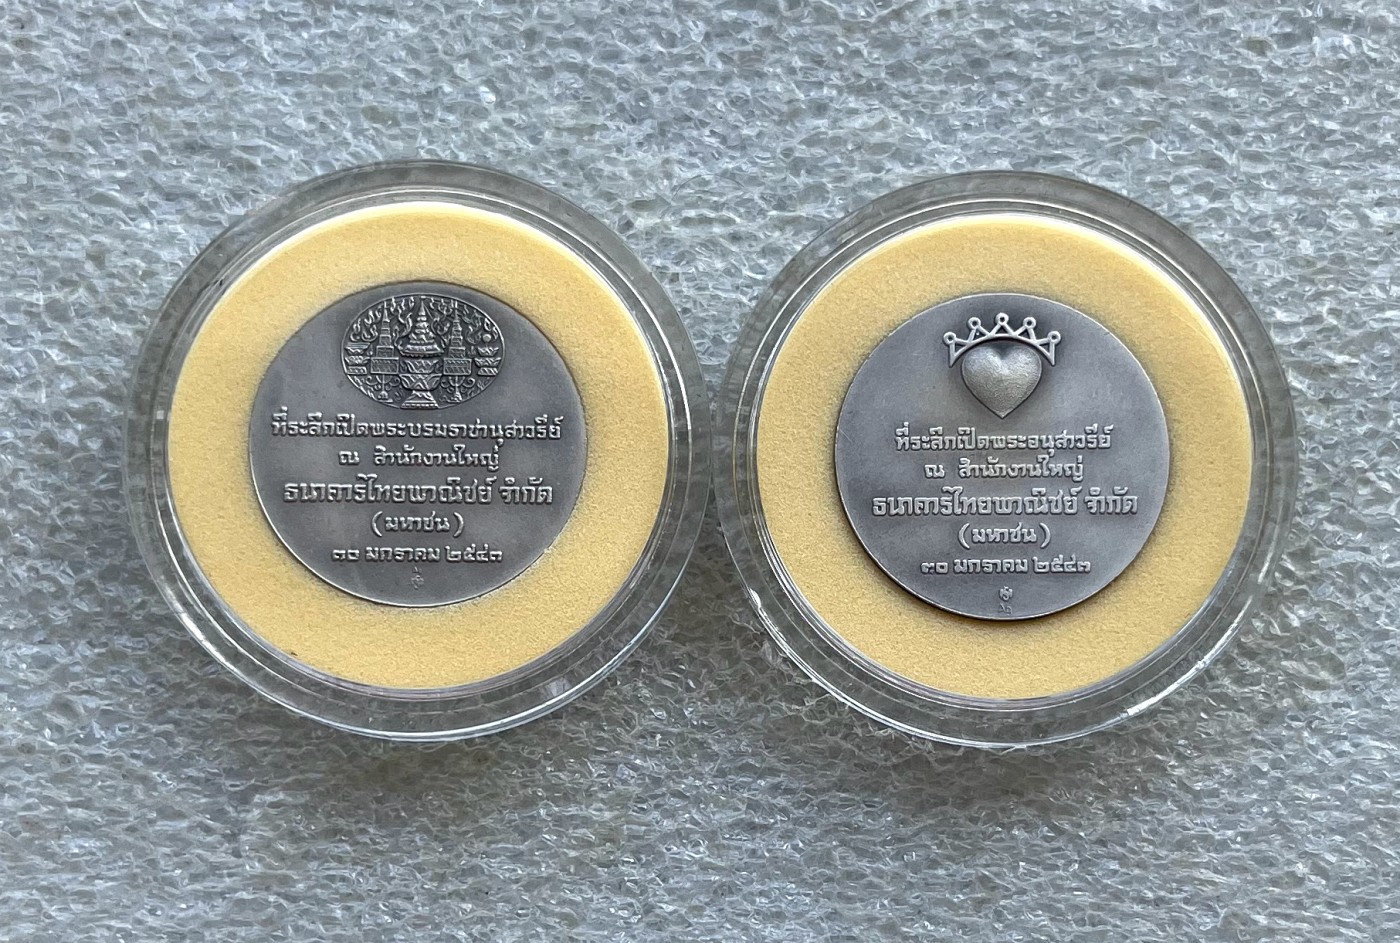 ที่ระลึกเปิดพระบรมราชานุสาวรีย์
ณ สำนักงานใหญ่
ธนาคารไทยพาณิชย์ จำกัด
(มหาชน)
๓๐ มกราคม ๒๕๔๓
ที่ระลึกเปิดพระอนุสาวรีย์
ณ สำนักงานใหญ่
ธนาคารไทยพาณิชย์ จำกัด
(มหาชน)
๓๐ มกราคม ๒๕๔๓